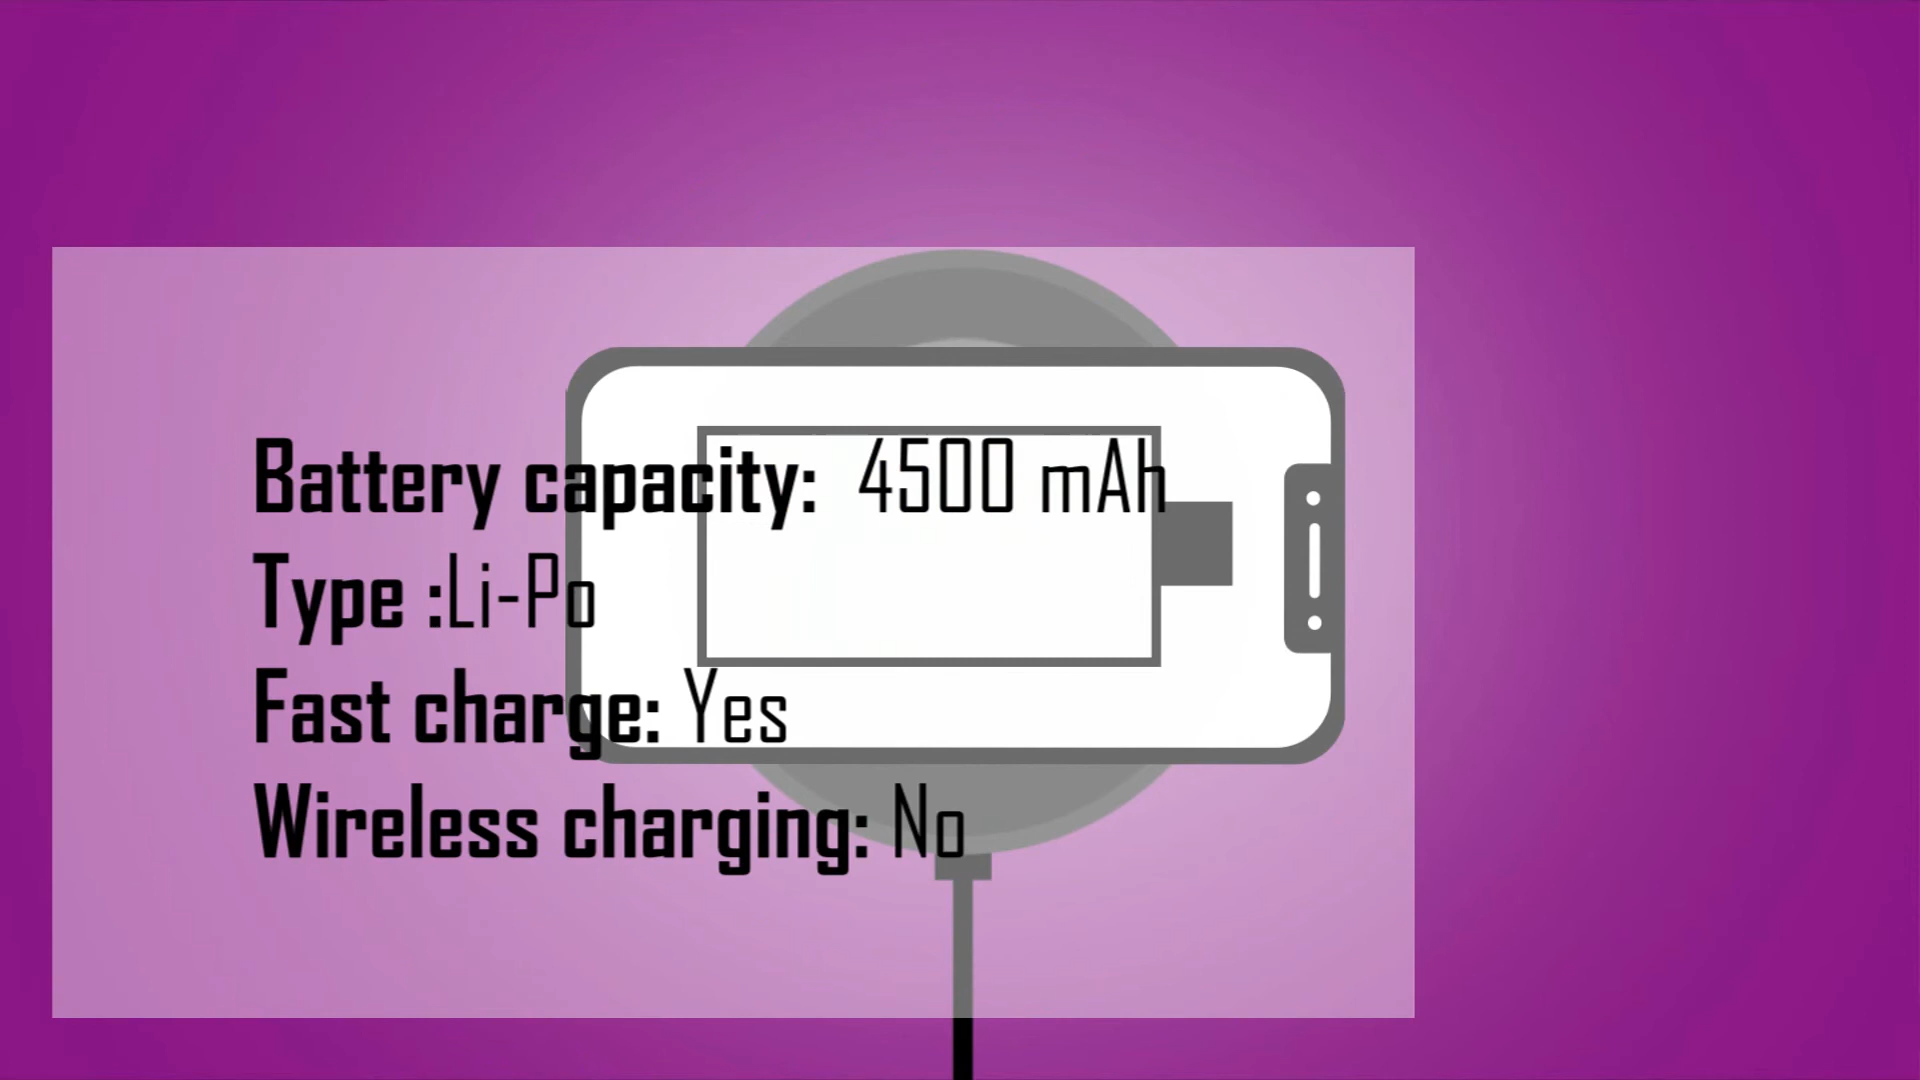 Battery capacity:  4500 mAh
Type :Li-Po
Fast charge: Yes
Wireless charging: No